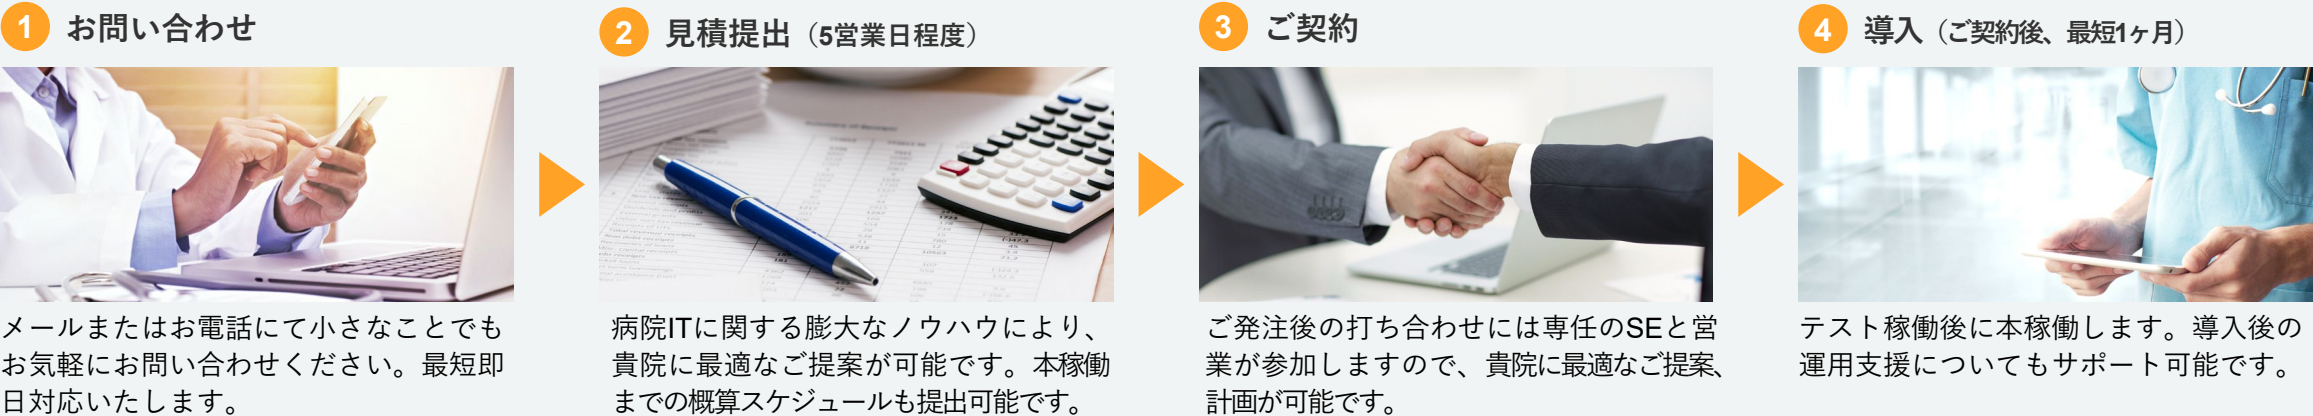 1 お問い合わせ
メールまたはお電話にて小さなことでも
お気軽にお問い合わせください。最短即
日対応いたします。
2 見積提出（5営業日程度）
病院ITに関する膨大なノウハウにより、
貴院に最適なご提案が可能です。本稼働
までの概算スケジュールも提出可能です。
3 ご契約
ご発注後の打ち合わせには専任のSEと営
業が参加しますので、貴院に最適なご提案、
計画が可能です。
4 導入（ご契約後、最短1ヶ月）
テスト稼働後に本稼働します。導入後の
運用支援についてもサポート可能です。